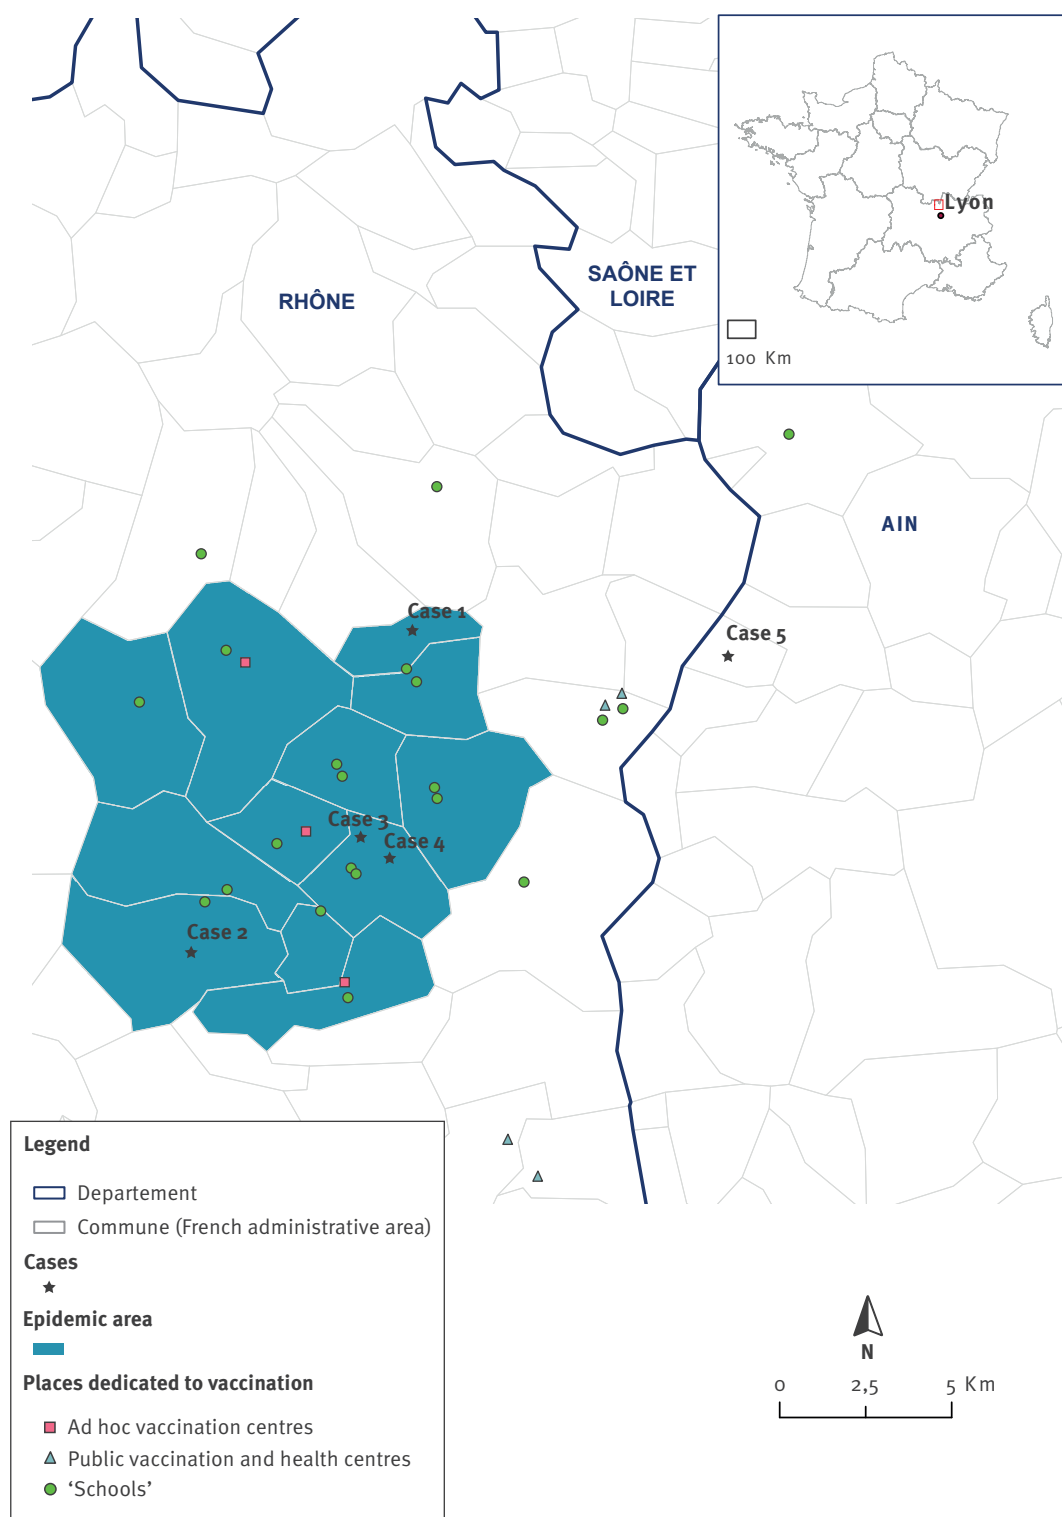 Lyon
100 Km
SAÔNE ET
LOIRE
RHÔNE
AIN
Case 1
Case 5
Case 3
Case 4
Case 2
Legend
Departement
Commune (French administrative area)
Cases
Epidemic area
Places dedicated to vaccination
Ad hoc vaccination centres
Public vaccination and health centres
‘Schools’
N
0 2,5 5 Km